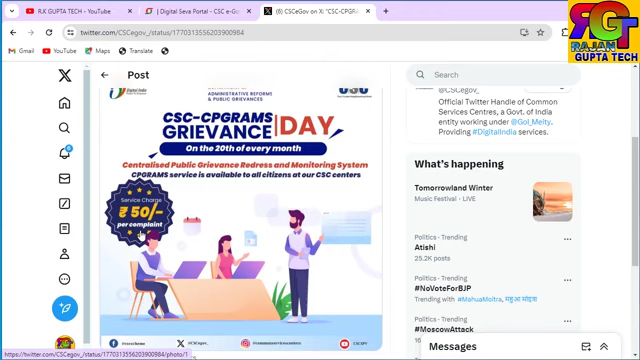 R.K GUPTA TECH - YouTube
| Digital Seva Portal - CSC e-Go
(6) CSCeGov on X: "CSC-CPGR
twitter.com/CSCegov_/status/1770313556203900984
Gmail
YouTube
Maps
Translate
RGT
RAJAN
GUPTA TECH
Post
Search
Digital India
ADMINISTRATIVE REFORMS
& PUBLIC GRIEVANCES
CSC-CPGRAMS
GRIEVANCE DAY
On the 20th of every month
Centralised Public Grievance Redress and Monitoring System
CPGRAMS service is available to all citizens at our CSC centers
Service Charge
₹ 50/-
per complaint
@CSCegov_
Official Twitter Handle of Common
Services Centres, a Govt. of India
entity working under @GoI_Meity.
Providing #DigitalIndia services.
What's happening
Tomorrowland Winter
Music Festival · LIVE
Politics · Trending
Atishi
25.2K posts
Politics · Trending
#NoVoteForBJP
Trending with #MahuaMoitra, महुआ मोइत्रा
Politics · Trending
#MoscowAttack
Messages
https://twitter.com/CSCegov_/status/1770313556203900984/photo/1